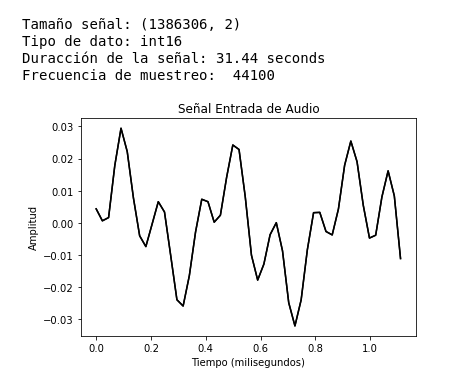 Tamaño señal: (1386306, 2)
Tipo de dato: int16
Duracción de la señal: 31.44 seconds
Frecuencia de muestreo:  44100
Señal Entrada de Audio
0.03
0.02
0.01
0.00
−0.01
−0.02
−0.03
Amplitud
0.0 0.2 0.4 0.6 0.8 1.0
Tiempo (milisegundos)